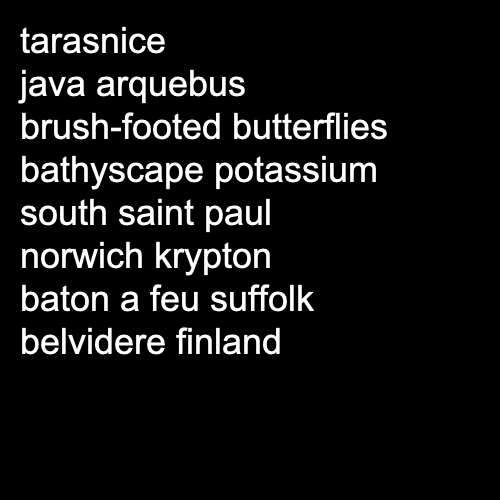 tarasnice
java arquebus
brush-footed butterflies
bathyscape potassium
south saint paul
norwich krypton
baton a feu suffolk
belvidere finland